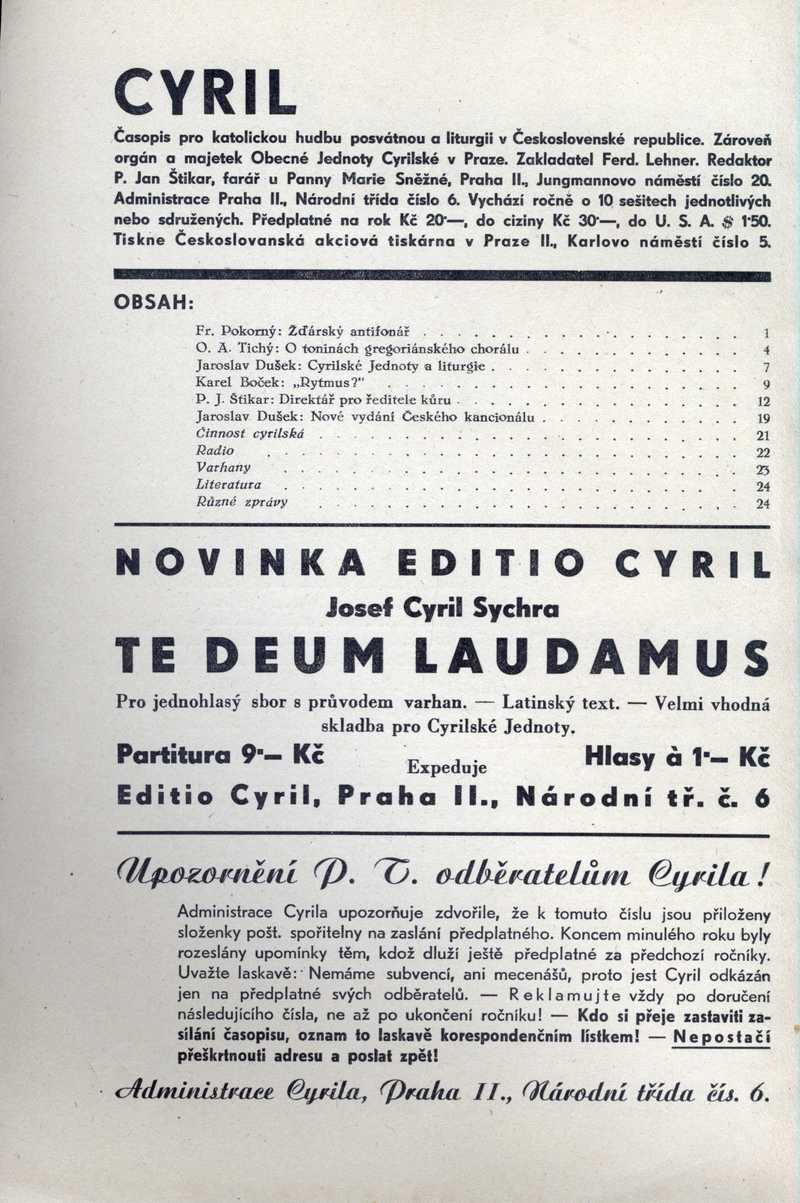 CYRIL
Časopis pro katolickou hudbu posvátnou a liturgii v Československé republice. Zároveň
orgán a majetek Obecné Jednoty Cyrilské v Praze. Zakladatel Ferd. Lehner. Redaktor
P. Jan Štikar, farář u Panny Marie Sněžné, Praha II., Jungmannovo náměstí číslo 20.
Administrace Praha II., Národní třída číslo 6. Vychází ročně o 10 sešitech jednotlivých
nebo sdružených. Předplatné na rok Kč 20·—, do ciziny Kč 30·—, do U. S. A. $ 1·50.
Tiskne Českoslovanská akciová tiskárna v Praze II., Karlovo náměstí číslo 5.
OBSAH:
Fr. Pokorný: Žďárský antifonář . . . . . . . . . . . . . . . . 1
O. A. Tichý: O toninách gregoriánského chorálu . . . . . . . . . . . 4
Jaroslav Dušek: Cyrilské Jednoty a liturgie . . . . . . . . . . . . 7
Karel Boček: „Rytmus?" . . . . . . . . . . . . . . . . 9
P. J. Štikar: Direktář pro ředitele kůru . . . . . . . . . . . . . 12
Jaroslav Dušek: Nové vydání Českého kancionálu . . . . . . . . . . 19
Činnost cyrilská . . . . . . . . . . . . . . . . . . . 21
Radio . . . . . . . . . . . . . . . . . . . . . 22
Varhany . . . . . . . . . . . . . . . . . . . . 23
Literatura . . . . . . . . . . . . . . . . . . . . 24
Různé zprávy . . . . . . . . . . . . . . . . . . . 24
NOVINKA EDITIO CYRIL
Josef Cyril Sychra
TE DEUM LAUDAMUS
Pro jednohlasý sbor s průvodem varhan. — Latinský text. — Velmi vhodná
skladba pro Cyrilské Jednoty.
Partitura 9·— Kč Expeduje Hlasy à 1·— Kč
Editio Cyril, Praha II., Národní tř. č. 6
Upozornění P. T. odběratelům Cyrila!
Administrace Cyrila upozorňuje zdvořile, že k tomuto číslu jsou přiloženy
složenky pošt. spořitelny na zaslání předplatného. Koncem minulého roku byly
rozeslány upomínky těm, kdož dluží ještě předplatné za předchozí ročníky.
Uvažte laskavě: Nemáme subvencí, ani mecenášů, proto jest Cyril odkázán
jen na předplatné svých odběratelů. — Reklamujte vždy po doručení
následujícího čísla, ne až po ukončení ročníku! — Kdo si přeje zastaviti za-
sílání časopisu, oznam to laskavě korespondenčním lístkem! — Nepostačí
přeškrtnouti adresu a poslat zpět!
Administrace Cyrila, Praha II., Národní třída čís. 6.